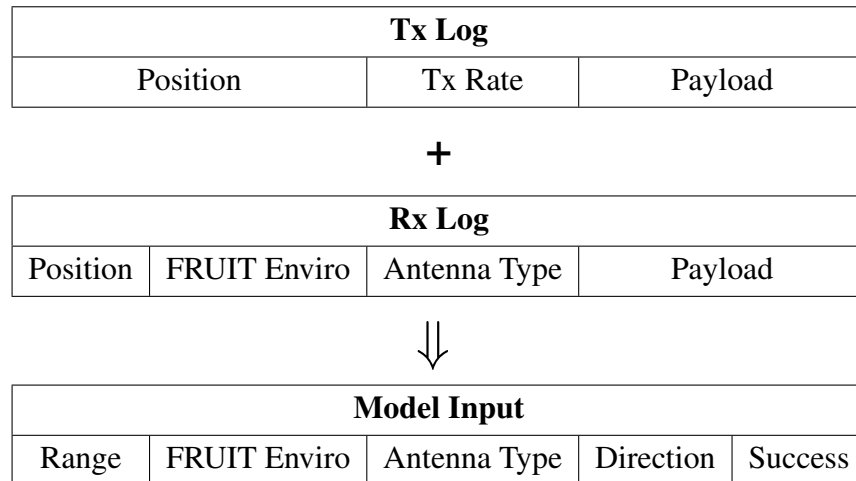 Tx Log
Position Tx Rate Payload
+
Rx Log
Position FRUIT Enviro Antenna Type Payload
⇓
Model Input
Range FRUIT Enviro Antenna Type Direction Success